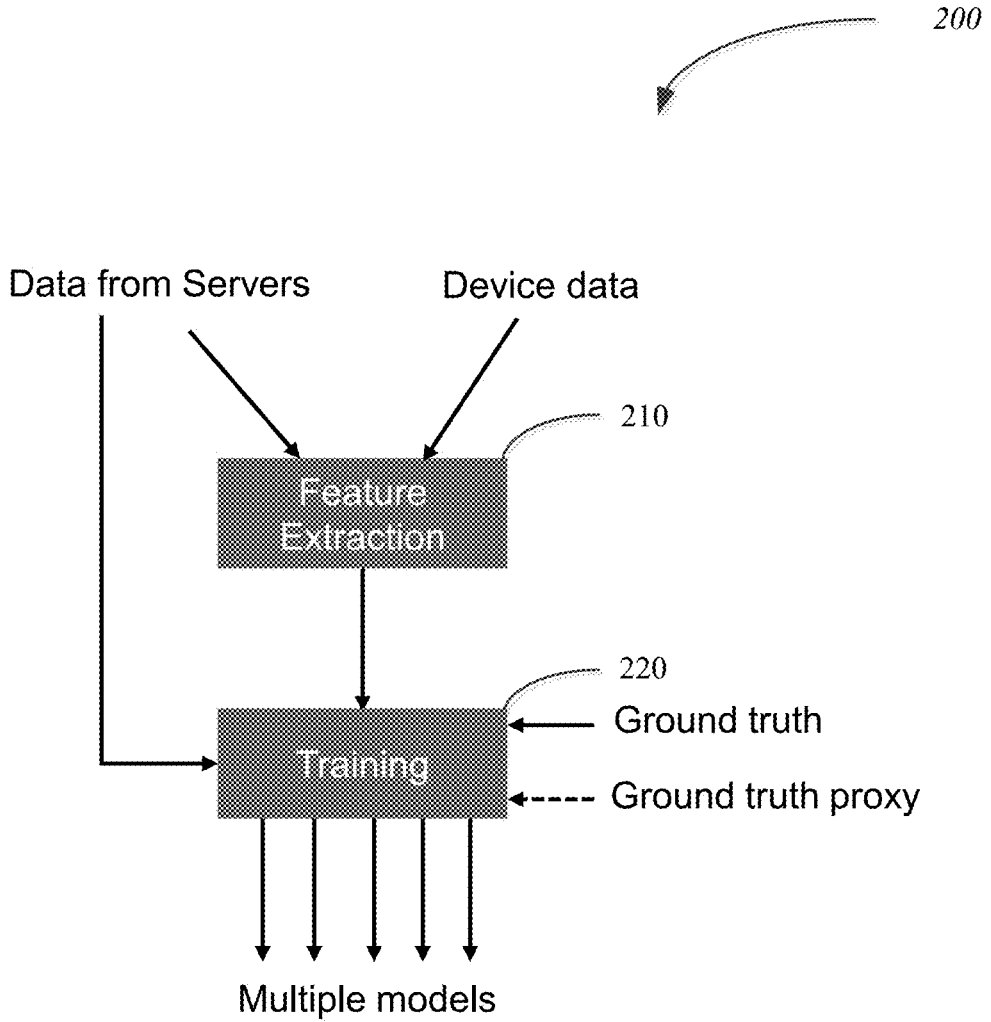 200
Data from Servers
Device data
210
Feature
Extraction
220
Ground truth
Training
Ground truth proxy
Multiple models